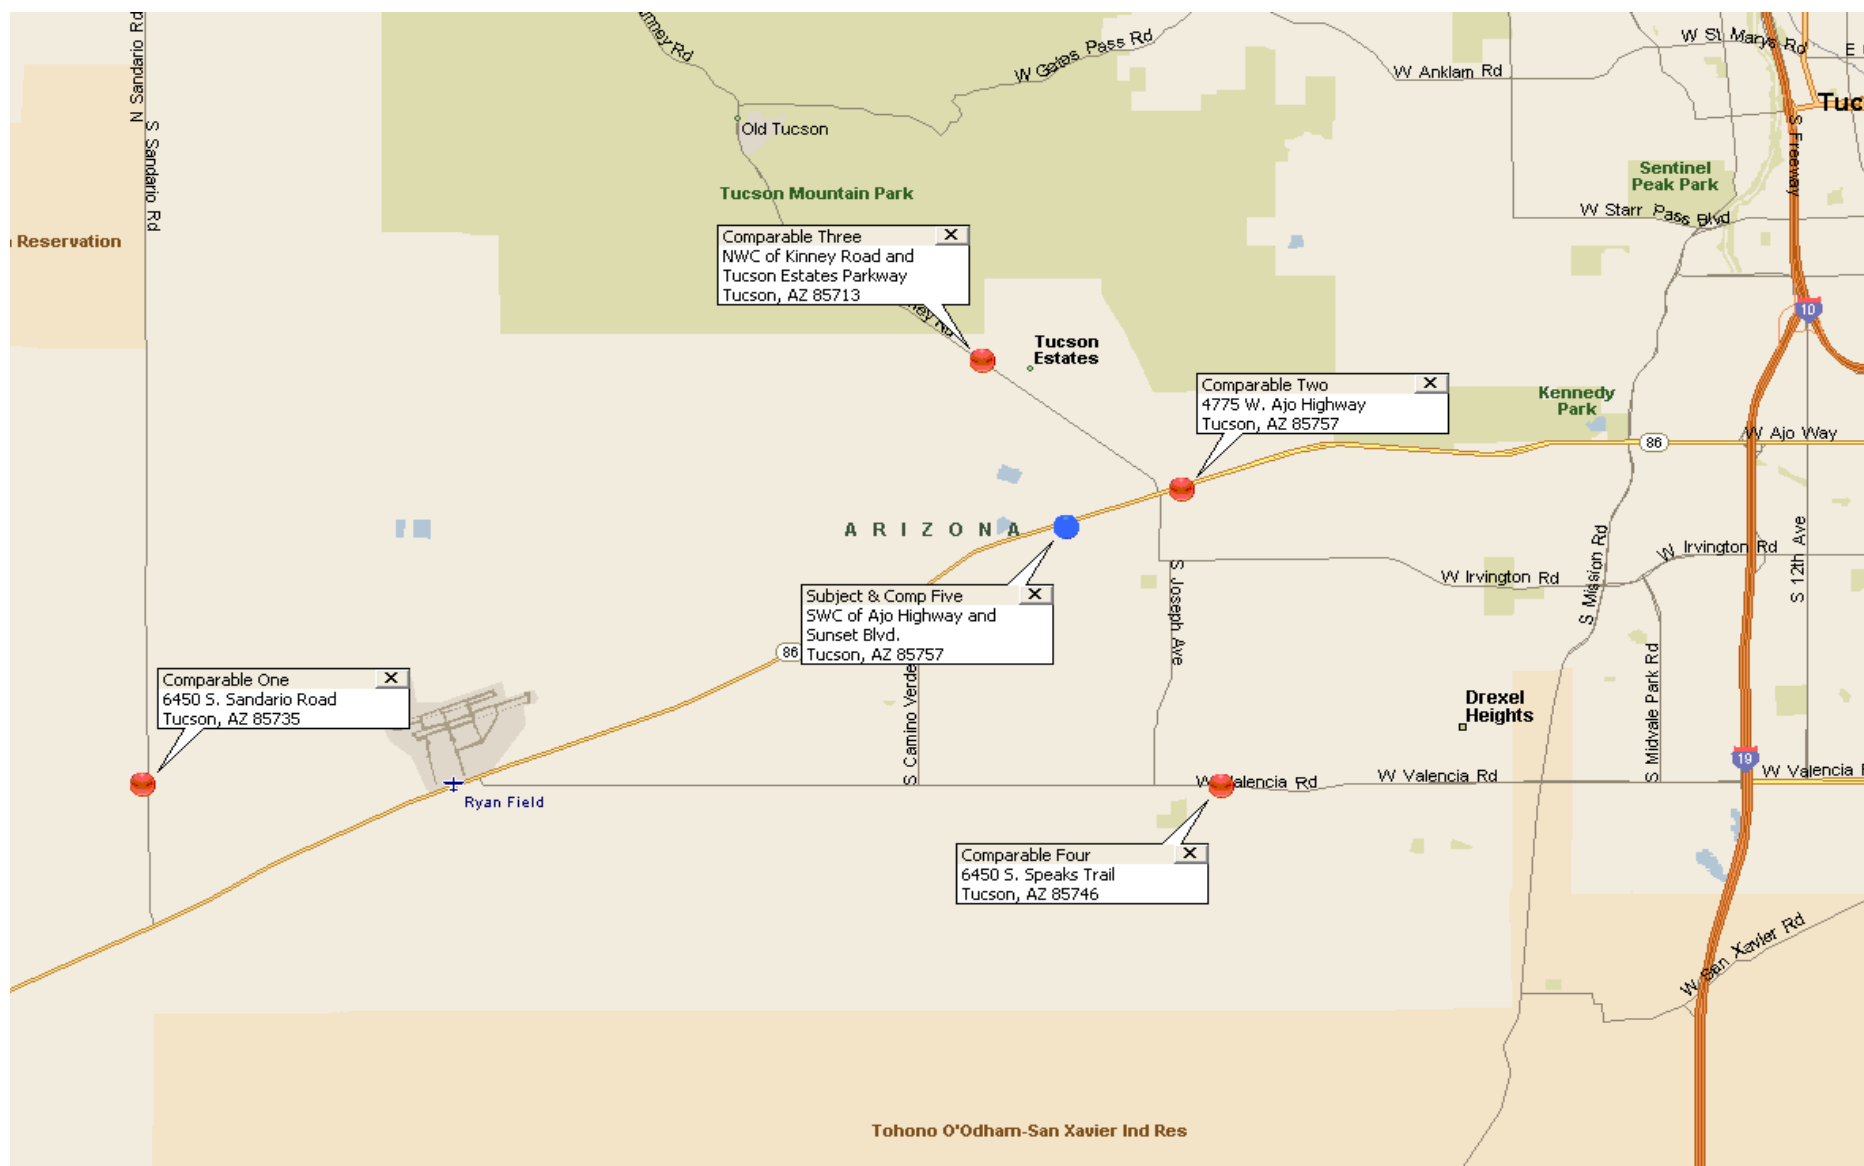 N Sandario Rd
S Sandario Rd
Reservation
Rd
W Gates Pass Rd
Old Tucson
Tucson Mountain Park
W Anklam Rd
W St Marys Rd
E
Tuc
S Freeway
Sentinel
Peak Park
W Starr Pass Blvd
10
Comparable Three
NWC of Kinney Road and
Tucson Estates Parkway
Tucson, AZ 85713
ney Rd
Tucson
Estates
Comparable Two
4775 W. Ajo Highway
Tucson, AZ 85757
Kennedy
Park
86
W Ajo Way
ARIZONA
Subject & Comp Five
SWC of Ajo Highway and
Sunset Blvd.
Tucson, AZ 85757
86
S Joseph Ave
W Irvington Rd
W Irvington Rd
S Mission Rd
S 12th Ave
Comparable One
6450 S. Sandario Road
Tucson, AZ 85735
S Camino Verde
Drexel
Heights
S Midvale Park Rd
19
Ryan Field
W Valencia Rd
W Valencia Rd
W Valencia
Comparable Four
6450 S. Speaks Trail
Tucson, AZ 85746
W San Xavier Rd
Tohono O'Odham-San Xavier Ind Res